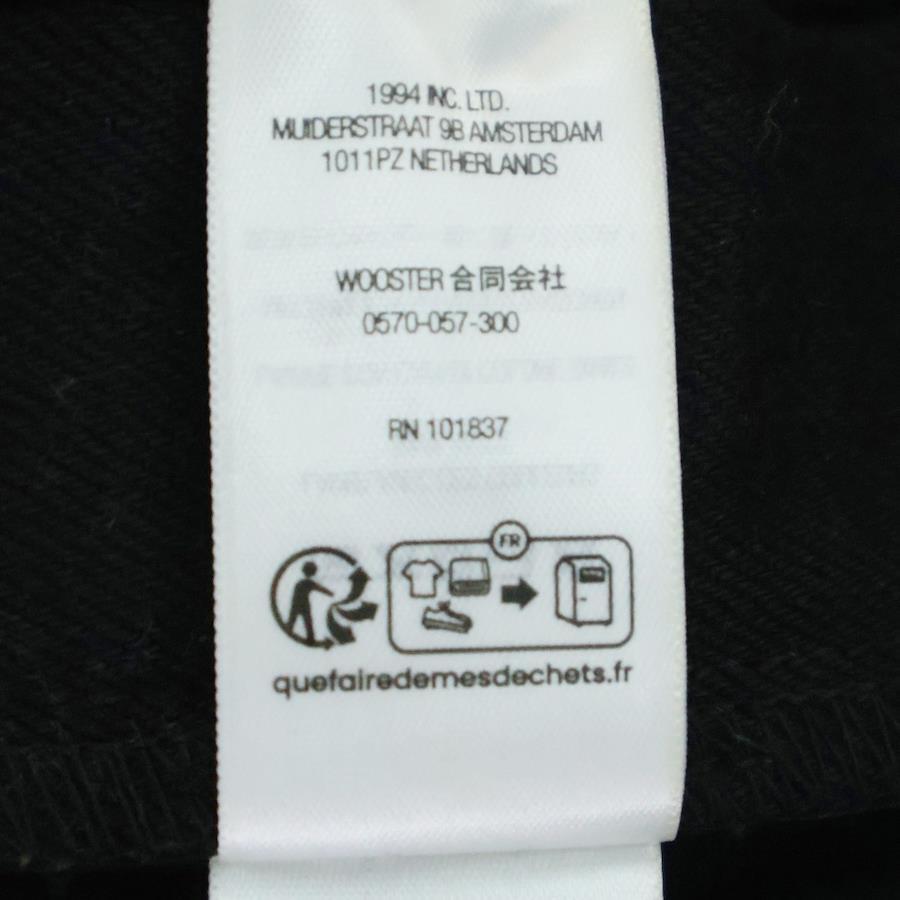 1994 INC. LTD.
MUIDERSTRAAT 9B AMSTERDAM
1011PZ NETHERLANDS
WOOSTER 合同会社
0570-057-300
RN 101837
FR
quefairedemesdechets.fr